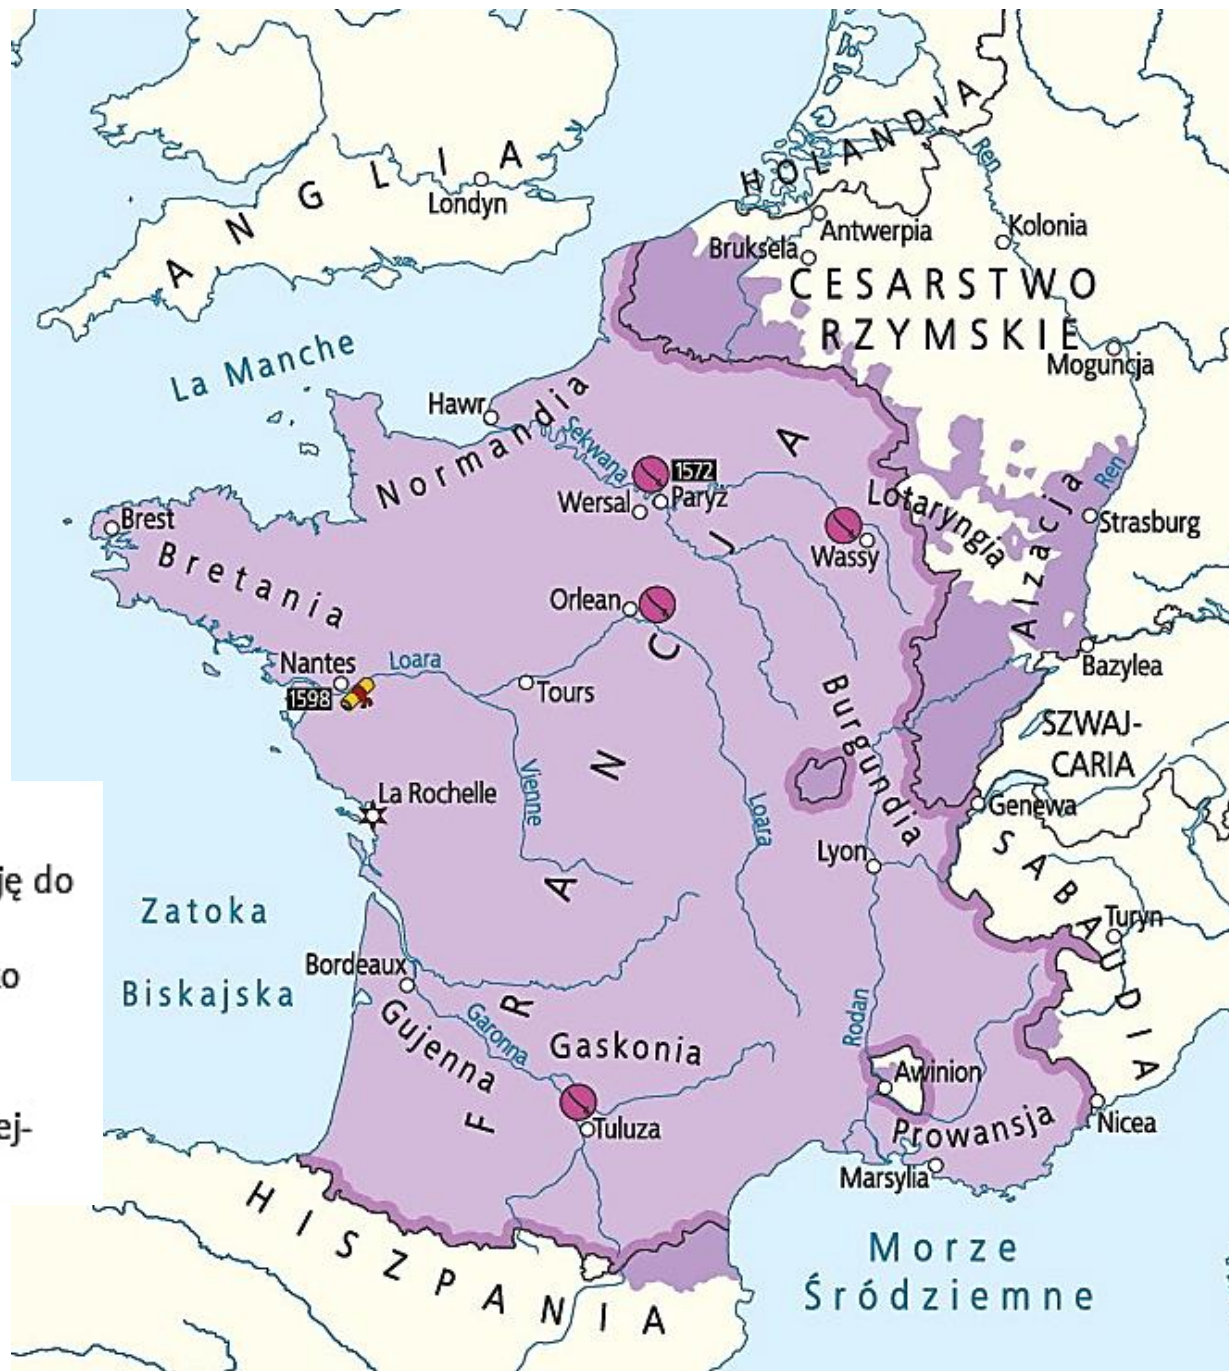 HOLANDIA
ANGLIA
Londyn
Ren
Antwerpia
Kolonia
Bruksela
CESARSTWO
RZYMSKIE
Moguncja
La Manche
Hawr
Normandia
Sekwana
1572
Paryż
Wersal
Lotaryngia
Alzacja
Ren
Strasburg
Wassy
Brest
Bretania
Orlean
Bazylea
Nantes
1598
Loara
Tours
Burgundia
SZWAJ-
CARIA
FRANCJA
Vienne
Loara
La Rochelle
Genewa
Lyon
SABAUDIA
Turyn
ję do
Zatoka
Biskajska
ko
Bordeaux
Gujenna
Garonna
Gaskonia
Rodan
Awinion
Prowansja
Nicea
ej-
Tuluza
Marsylia
HISZPANIA
Morze
Śródziemne